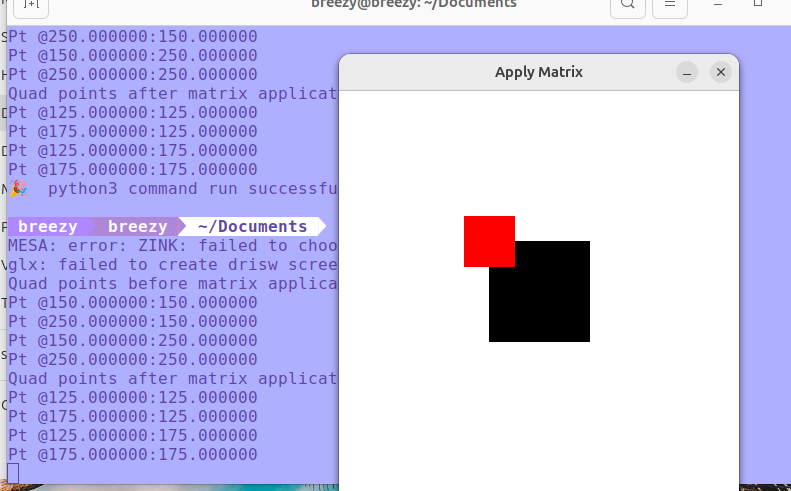 breezy@breezy: ~/Documents
Pt @250.000000:150.000000
Pt @150.000000:250.000000
Pt @250.000000:250.000000
Quad points after matrix applicat
Pt @125.000000:125.000000
Pt @175.000000:125.000000
Pt @125.000000:175.000000
Pt @175.000000:175.000000
🎉 python3 command run successfu
breezy breezy ~/Documents
MESA: error: ZINK: failed to choo
glx: failed to create drisw scree
Quad points before matrix applica
Pt @150.000000:150.000000
Pt @250.000000:150.000000
Pt @150.000000:250.000000
Pt @250.000000:250.000000
Quad points after matrix applicat
Pt @125.000000:125.000000
Pt @175.000000:125.000000
Pt @125.000000:175.000000
Pt @175.000000:175.000000
Apply Matrix